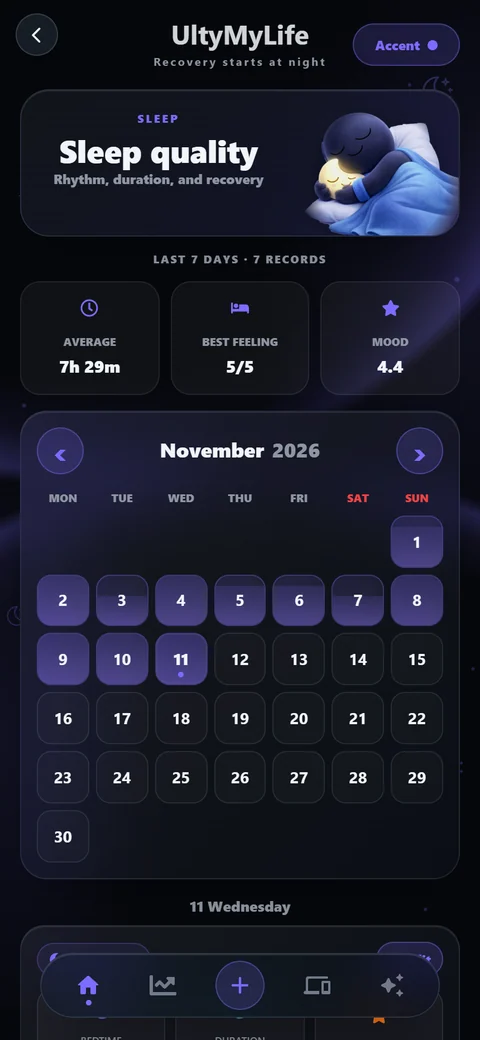 UltyMyLife
Recovery starts at night
Accent
SLEEP
Sleep quality
Rhythm, duration, and recovery
LAST 7 DAYS · 7 RECORDS
AVERAGE
7h 29m
BEST FEELING
5/5
MOOD
4.4
November 2026
MON TUE WED THU FRI SAT SUN
1
2 3 4 5 6 7 8
9 10 11 12 13 14 15
16 17 18 19 20 21 22
23 24 25 26 27 28 29
30
11 Wednesday
BEDTIME
DURATION